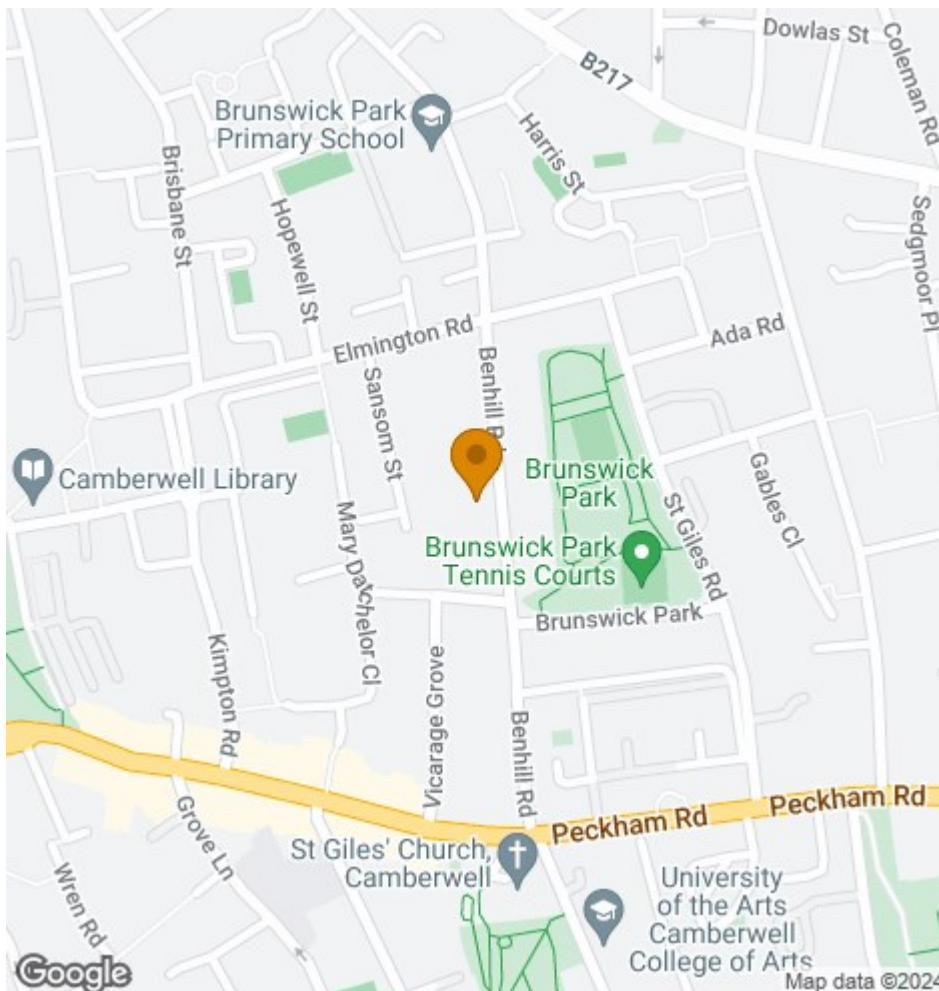 Dowlas St
Coleman Rd
B217
Brunswick Park
Primary School
Harris St
Brisbane St
Hopewell St
Sedgmoor Pl
Elmington Rd
Ada Rd
Benhill Rd
Sansom St
Camberwell Library
Brunswick
Park
Gables Cl
St Giles Rd
Mary Datchelor Cl
Brunswick Park
Tennis Courts
Brunswick Park
Kimpton Rd
Vicarage Grove
Benhill Rd
Peckham Rd
Peckham Rd
Grove Ln
St Giles' Church,
Camberwell
Wren Rd
University
of the Arts
Camberwell
College of Arts
Google
Map data ©2024